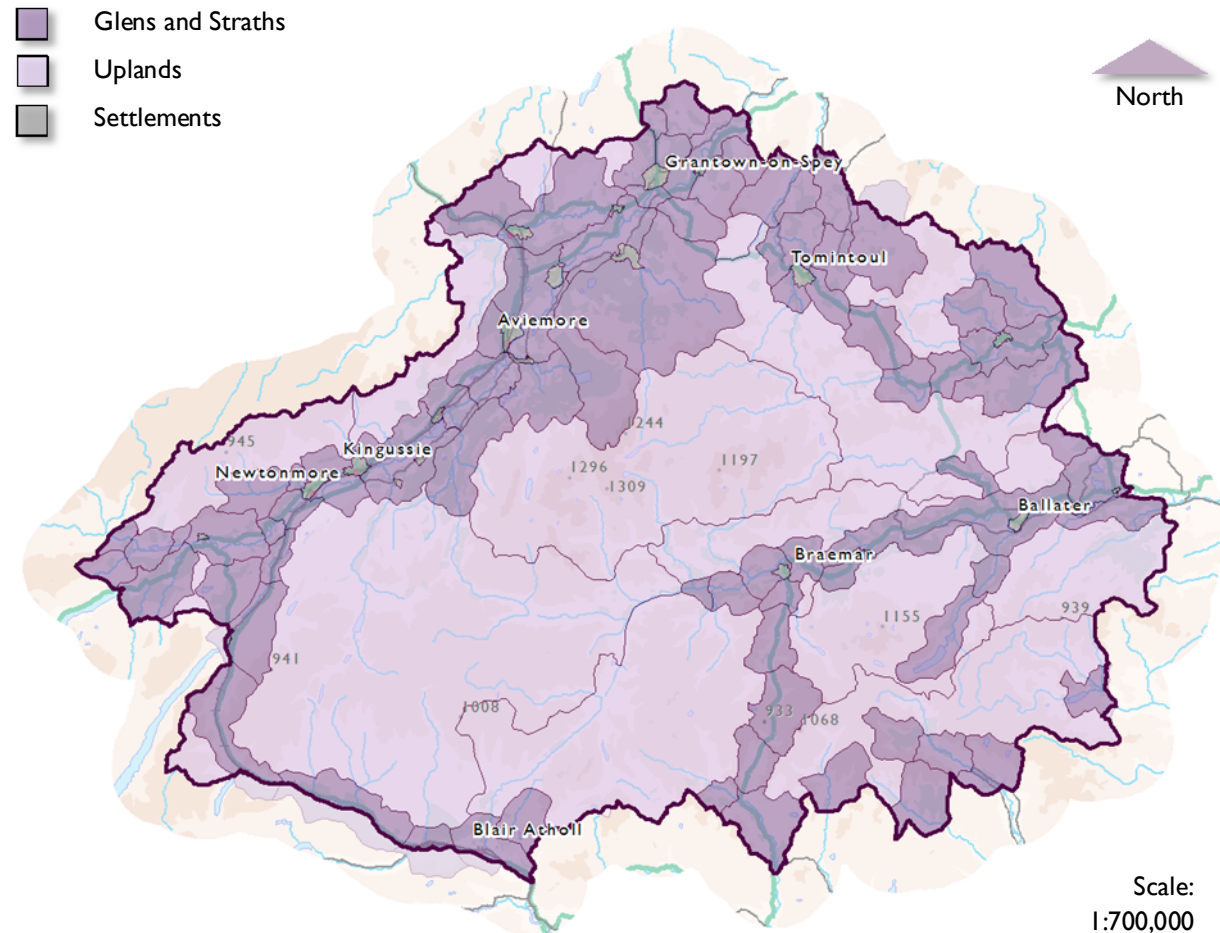 Glens and Straths
Uplands
Settlements
North
Grantown-on-Spey
Tomintoul
Aviemore
1244
945
Kingussie
1296
1197
Newtonmore
1309
Ballater
Braemar
939
1155
941
1008
933
1068
Blair Atholl
Scale:
1:700,000